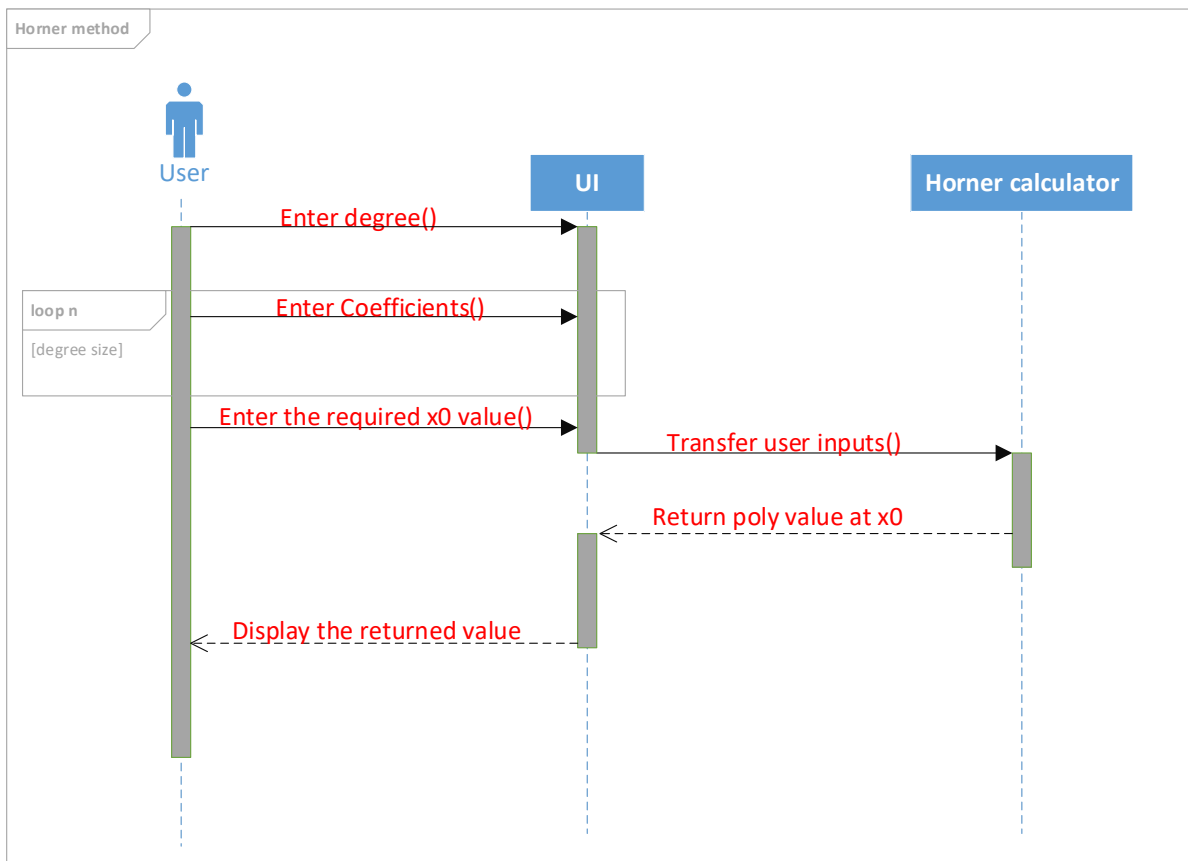 Horner method
User
UI
Horner calculator
Enter degree()
loop n
Enter Coefficients()
[degree size]
Enter the required x0 value()
Transfer user inputs()
Return poly value at x0
Display the returned value